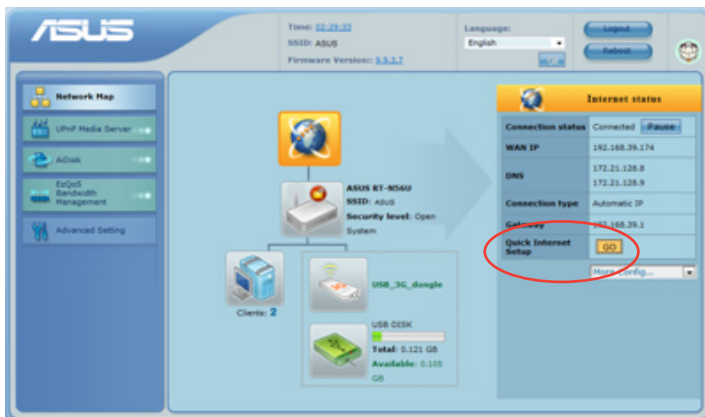 ASUS
Time: 02:29:33
SSID: ASUS
Firmware Version: 9.9.3.7
Language:
English
Logout
Reboot
Network Map
UPnP Media Server
AiDisk
EzQoS
Bandwidth
Management
Advanced Setting
ASUS RT-N56U
SSID: ASUS
Security level: Open
System
Clients: 2
USB_3G_dongle
USB DISK
Total: 0.121 GB
Available: 0.105
GB
Internet status
Connection status Connected Pause
WAN IP 192.168.39.174
DNS 172.21.128.8
172.21.128.9
Connection type Automatic IP
Gateway 192.168.39.1
Quick Internet
Setup GO
More Config...